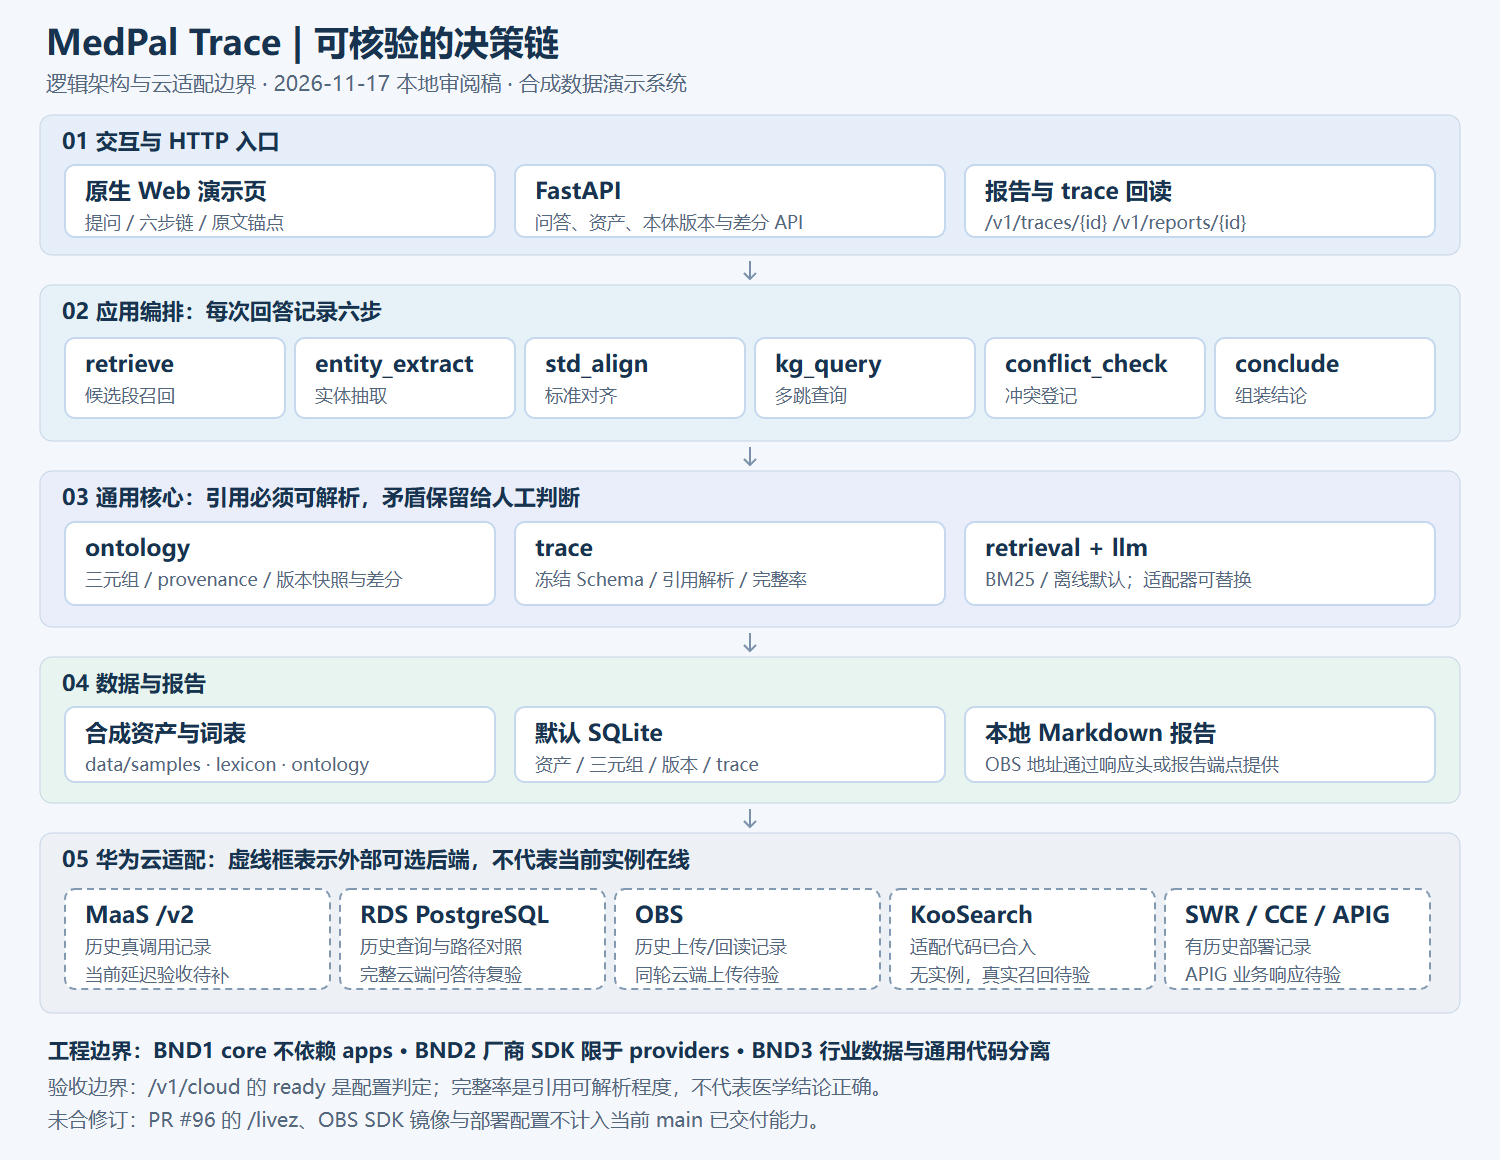 MedPal Trace | 可核验的决策链
逻辑架构与云适配边界 · 2026-11-17 本地审阅稿 · 合成数据演示系统
01 交互与 HTTP 入口
原生 Web 演示页
提问 / 六步链 / 原文锚点
FastAPI
问答、资产、本体版本与差分 API
报告与 trace 回读
/v1/traces/{id} /v1/reports/{id}
02 应用编排：每次回答记录六步
retrieve
候选段召回
entity_extract
实体抽取
std_align
标准对齐
kg_query
多跳查询
conflict_check
冲突登记
conclude
组装结论
03 通用核心：引用必须可解析，矛盾保留给人工判断
ontology
三元组 / provenance / 版本快照与差分
trace
冻结 Schema / 引用解析 / 完整率
retrieval + llm
BM25 / 离线默认；适配器可替换
04 数据与报告
合成资产与词表
data/samples · lexicon · ontology
默认 SQLite
资产 / 三元组 / 版本 / trace
本地 Markdown 报告
OBS 地址通过响应头或报告端点提供
05 华为云适配：虚线框表示外部可选后端，不代表当前实例在线
MaaS /v2
历史真调用记录
当前延迟验收待补
RDS PostgreSQL
历史查询与路径对照
完整云端问答待复验
OBS
历史上传/回读记录
同轮云端上传待验
KooSearch
适配代码已合入
无实例，真实召回待验
SWR / CCE / APIG
有历史部署记录
APIG 业务响应待验
工程边界：BND1 core 不依赖 apps • BND2 厂商 SDK 限于 providers • BND3 行业数据与通用代码分离
验收边界：/v1/cloud 的 ready 是配置判定；完整率是引用可解析程度，不代表医学结论正确。
未合修订：PR #96 的 /livez、OBS SDK 镜像与部署配置不计入当前 main 已交付能力。